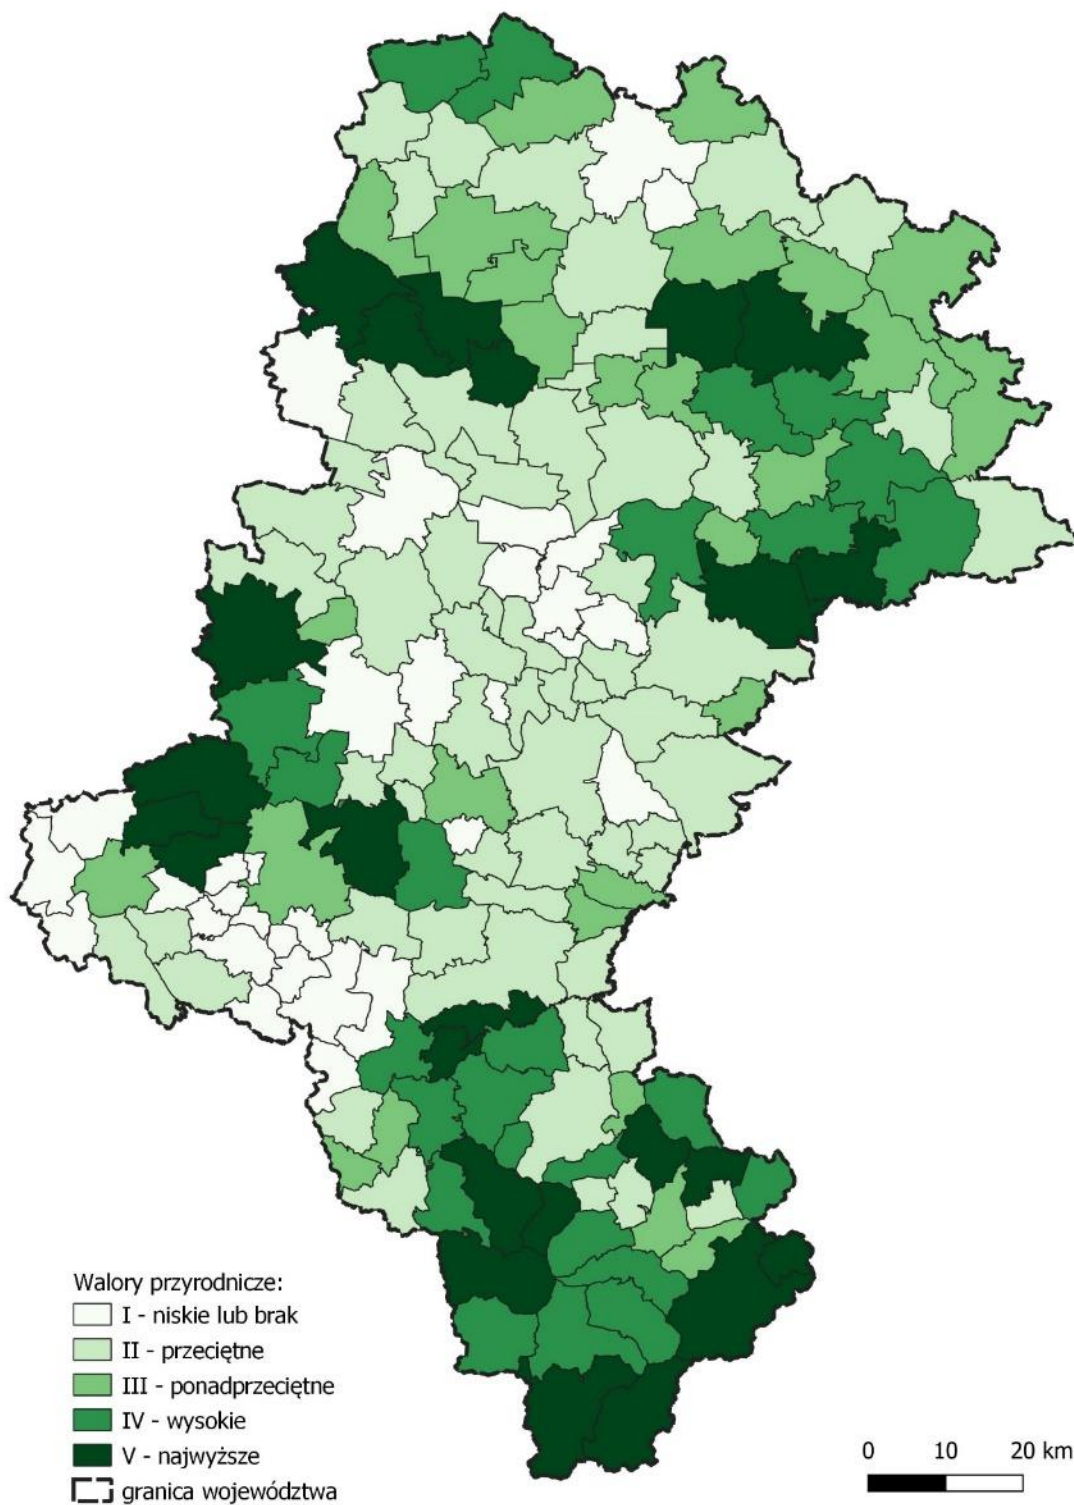 Walory przyrodnicze:
I - niskie lub brak
II - przeciętne
III - ponadprzeciętne
IV - wysokie
V - najwyższe
granica województwa
0 10 20 km